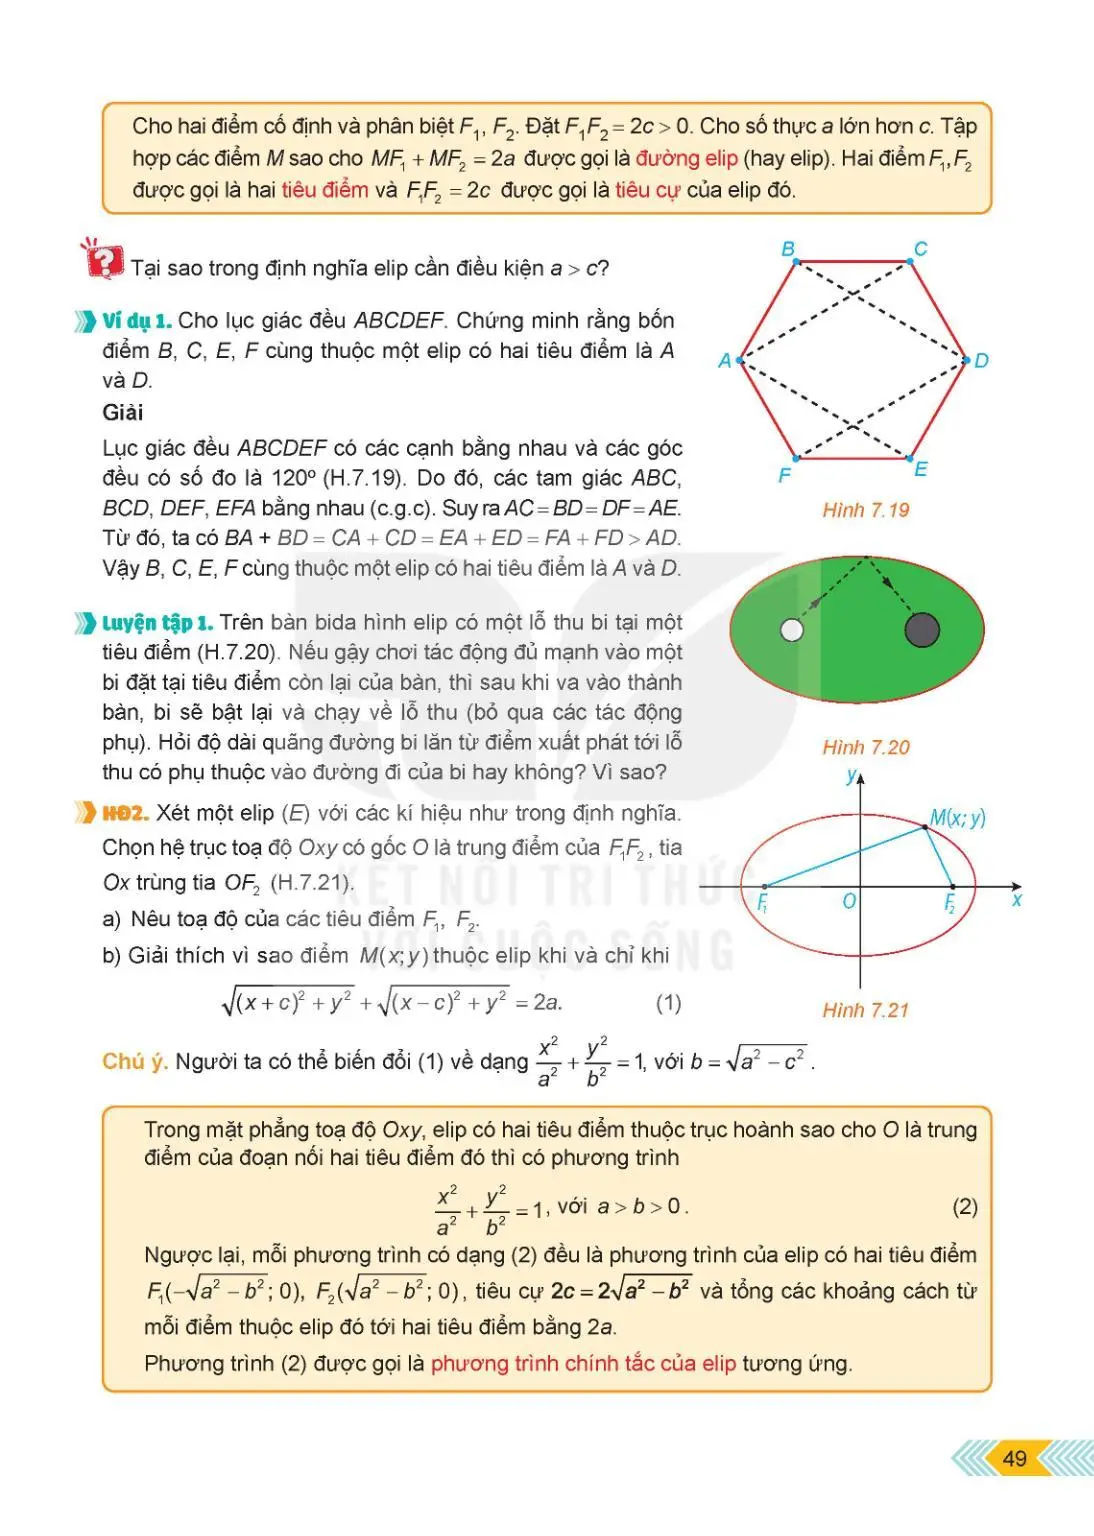 Cho hai điểm cố định và phân biệt F₁, F₂. Đặt F₁F₂ = 2c > 0. Cho số thực a lớn hơn c. Tập
hợp các điểm M sao cho MF₁ + MF₂ = 2a được gọi là đường elip (hay elip). Hai điểm F₁, F₂
được gọi là hai tiêu điểm và F₁F₂ = 2c được gọi là tiêu cự của elip đó.
? Tại sao trong định nghĩa elip cần điều kiện a > c?
Ví dụ 1. Cho lục giác đều ABCDEF. Chứng minh rằng bốn
điểm B, C, E, F cùng thuộc một elip có hai tiêu điểm là A
và D.
Giải
Lục giác đều ABCDEF có các cạnh bằng nhau và các góc
đều có số đo là 120º (H.7.19). Do đó, các tam giác ABC,
BCD, DEF, EFA bằng nhau (c.g.c). Suy ra AC = BD = DF = AE.
Từ đó, ta có BA + BD = CA + CD = EA + ED = FA + FD > AD.
Vậy B, C, E, F cùng thuộc một elip có hai tiêu điểm là A và D.
B C
A D
F E
Hình 7.19
Luyện tập 1. Trên bàn bida hình elip có một lỗ thu bi tại một
tiêu điểm (H.7.20). Nếu gậy chơi tác động đủ mạnh vào một
bi đặt tại tiêu điểm còn lại của bàn, thì sau khi va vào thành
bàn, bi sẽ bật lại và chạy về lỗ thu (bỏ qua các tác động
phụ). Hỏi độ dài quãng đường bi lăn từ điểm xuất phát tới lỗ
thu có phụ thuộc vào đường đi của bi hay không? Vì sao?
Hình 7.20
HĐ2. Xét một elip (E) với các kí hiệu như trong định nghĩa.
Chọn hệ trục toạ độ Oxy có gốc O là trung điểm của F₁F₂, tia
Ox trùng tia OF₂ (H.7.21).
a) Nêu toạ độ của các tiêu điểm F₁, F₂.
b) Giải thích vì sao điểm M(x; y) thuộc elip khi và chỉ khi
√((x + c)² + y²) + √((x − c)² + y²) = 2a. (1)
y
M(x; y)
F₁ O F₂ x
Hình 7.21
KẾT NỐI TRI THỨC
VỚI CUỘC SỐNG
Chú ý. Người ta có thể biến đổi (1) về dạng x²/a² + y²/b² = 1, với b = √(a² − c²).
Trong mặt phẳng toạ độ Oxy, elip có hai tiêu điểm thuộc trục hoành sao cho O là trung
điểm của đoạn nối hai tiêu điểm đó thì có phương trình
x²/a² + y²/b² = 1, với a > b > 0. (2)
Ngược lại, mỗi phương trình có dạng (2) đều là phương trình của elip có hai tiêu điểm
F₁(−√(a² − b²); 0), F₂(√(a² − b²); 0), tiêu cự 2c = 2√(a² − b²) và tổng các khoảng cách từ
mỗi điểm thuộc elip đó tới hai tiêu điểm bằng 2a.
Phương trình (2) được gọi là phương trình chính tắc của elip tương ứng.
49